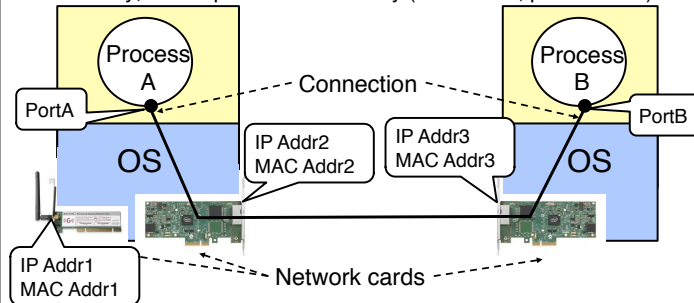 Process
A
Process
B
Connection
PortA
PortB
OS
IP Addr2
MAC Addr2
IP Addr3
MAC Addr3
OS
IP Addr1
MAC Addr1
Network cards